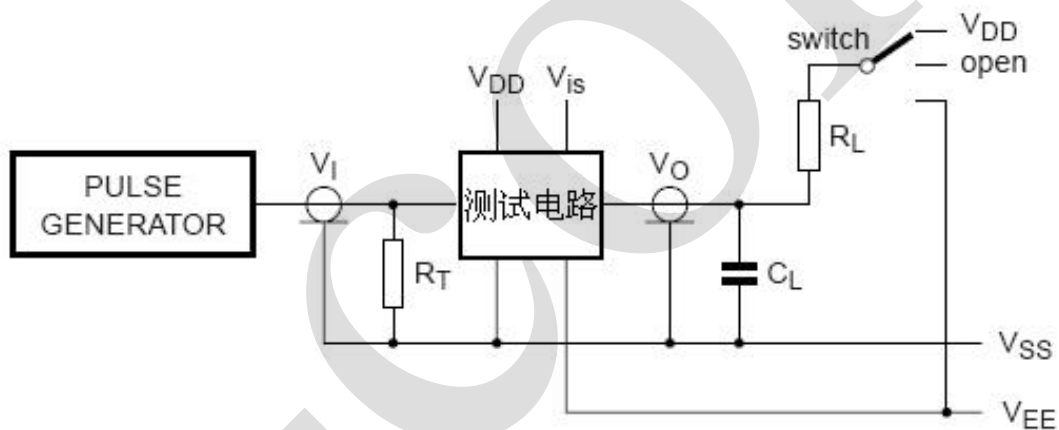 switch
VDD
open
VDD
Vis
RL
PULSE
GENERATOR
VI
测试电路
VO
RT
CL
VSS
VEE